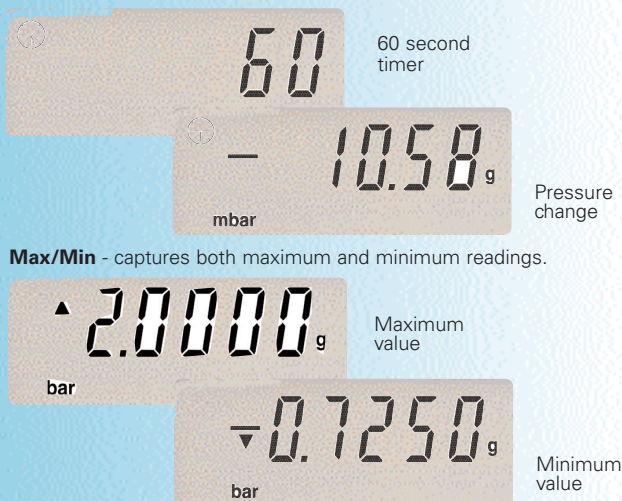 60
60 second
timer
- 10.58 g
mbar
Pressure
change
Max/Min - captures both maximum and minimum readings.
▲ 2.0000 g
bar
Maximum
value
-0.7250 g
▼
bar
Minimum
value